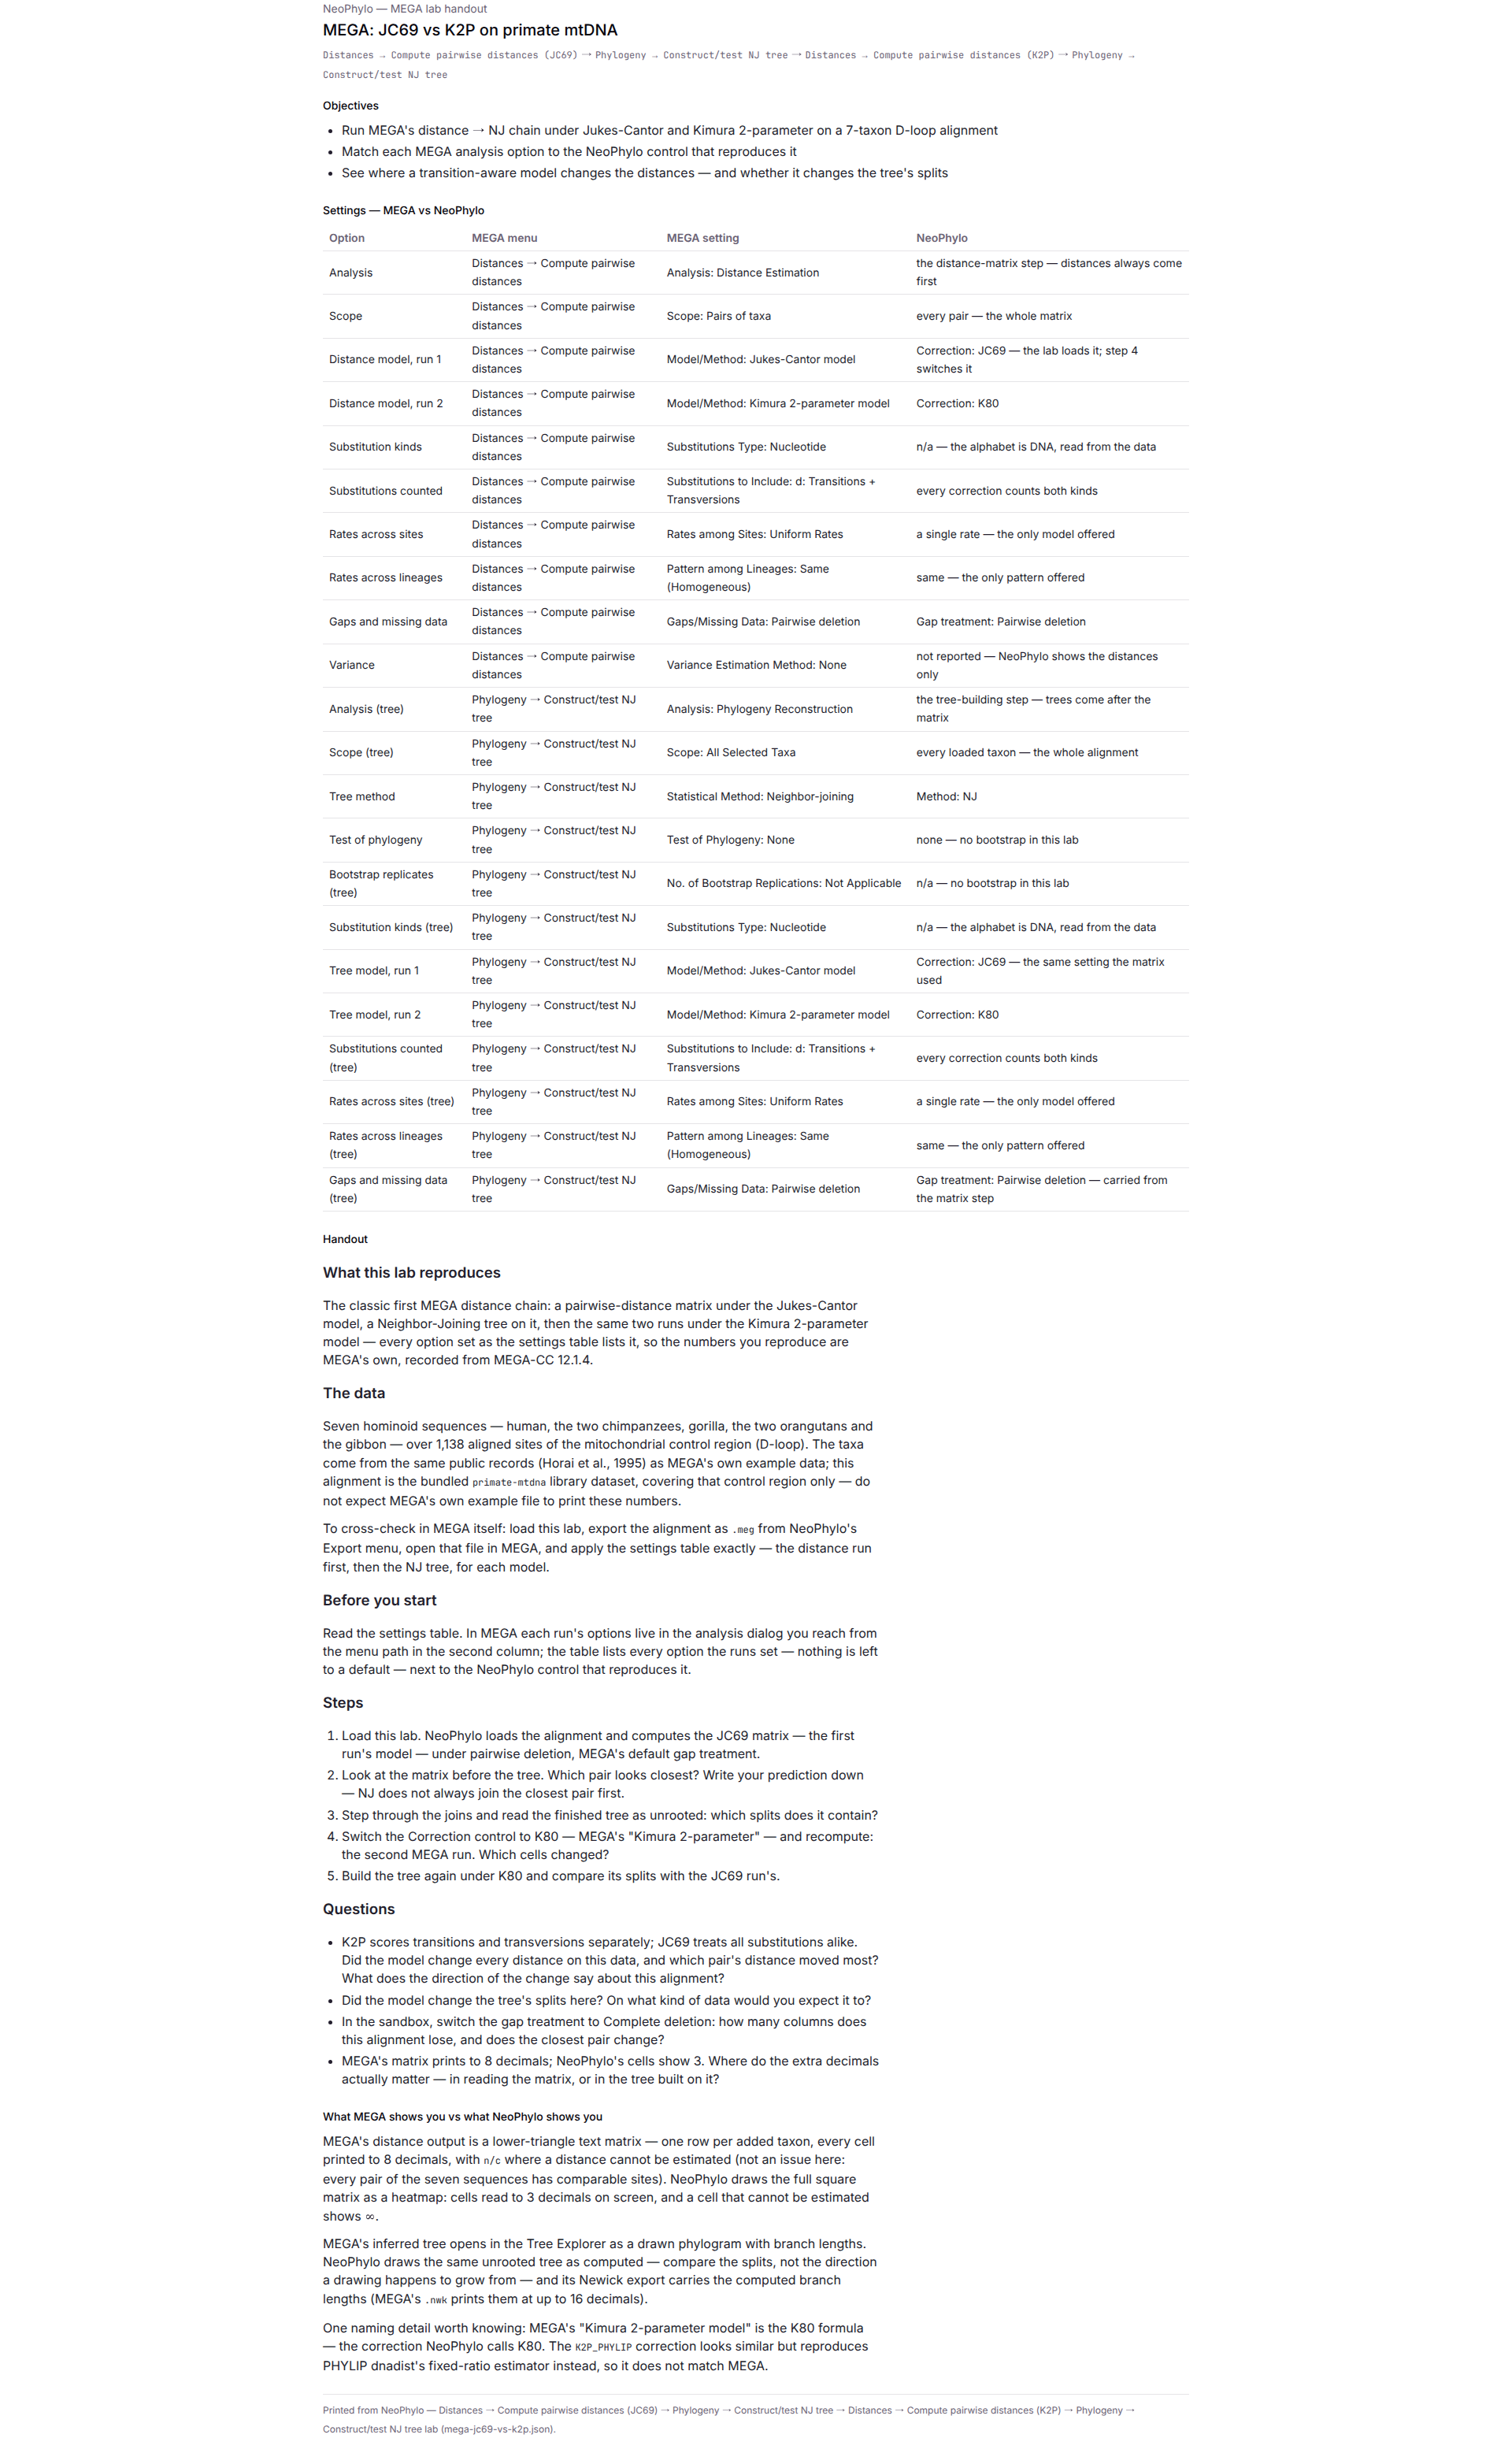 NeoPhylo — MEGA lab handout
MEGA: JC69 vs K2P on primate mtDNA
Distances → Compute pairwise distances (JC69) → Phylogeny → Construct/test NJ tree → Distances → Compute pairwise distances (K2P) → Phylogeny →
Construct/test NJ tree
Objectives
• Run MEGA's distance → NJ chain under Jukes-Cantor and Kimura 2-parameter on a 7-taxon D-loop alignment
• Match each MEGA analysis option to the NeoPhylo control that reproduces it
• See where a transition-aware model changes the distances — and whether it changes the tree's splits
Settings — MEGA vs NeoPhylo
Option MEGA menu MEGA setting NeoPhylo
Analysis Distances → Compute pairwise distances Analysis: Distance Estimation the distance-matrix step — distances always come first
Scope Distances → Compute pairwise distances Scope: Pairs of taxa every pair — the whole matrix
Distance model, run 1 Distances → Compute pairwise distances Model/Method: Jukes-Cantor model Correction: JC69 — the lab loads it; step 4 switches it
Distance model, run 2 Distances → Compute pairwise distances Model/Method: Kimura 2-parameter model Correction: K80
Substitution kinds Distances → Compute pairwise distances Substitutions Type: Nucleotide n/a — the alphabet is DNA, read from the data
Substitutions counted Distances → Compute pairwise distances Substitutions to Include: d: Transitions + Transversions every correction counts both kinds
Rates across sites Distances → Compute pairwise distances Rates among Sites: Uniform Rates a single rate — the only model offered
Rates across lineages Distances → Compute pairwise distances Pattern among Lineages: Same (Homogeneous) same — the only pattern offered
Gaps and missing data Distances → Compute pairwise distances Gaps/Missing Data: Pairwise deletion Gap treatment: Pairwise deletion
Variance Distances → Compute pairwise distances Variance Estimation Method: None not reported — NeoPhylo shows the distances only
Analysis (tree) Phylogeny → Construct/test NJ tree Analysis: Phylogeny Reconstruction the tree-building step — trees come after the matrix
Scope (tree) Phylogeny → Construct/test NJ tree Scope: All Selected Taxa every loaded taxon — the whole alignment
Tree method Phylogeny → Construct/test NJ tree Statistical Method: Neighbor-joining Method: NJ
Test of phylogeny Phylogeny → Construct/test NJ tree Test of Phylogeny: None none — no bootstrap in this lab
Bootstrap replicates (tree) Phylogeny → Construct/test NJ tree No. of Bootstrap Replications: Not Applicable n/a — no bootstrap in this lab
Substitution kinds (tree) Phylogeny → Construct/test NJ tree Substitutions Type: Nucleotide n/a — the alphabet is DNA, read from the data
Tree model, run 1 Phylogeny → Construct/test NJ tree Model/Method: Jukes-Cantor model Correction: JC69 — the same setting the matrix used
Tree model, run 2 Phylogeny → Construct/test NJ tree Model/Method: Kimura 2-parameter model Correction: K80
Substitutions counted (tree) Phylogeny → Construct/test NJ tree Substitutions to Include: d: Transitions + Transversions every correction counts both kinds
Rates across sites (tree) Phylogeny → Construct/test NJ tree Rates among Sites: Uniform Rates a single rate — the only model offered
Rates across lineages (tree) Phylogeny → Construct/test NJ tree Pattern among Lineages: Same (Homogeneous) same — the only pattern offered
Gaps and missing data (tree) Phylogeny → Construct/test NJ tree Gaps/Missing Data: Pairwise deletion Gap treatment: Pairwise deletion — carried from the matrix step
Handout
What this lab reproduces
The classic first MEGA distance chain: a pairwise-distance matrix under the Jukes-Cantor
model, a Neighbor-Joining tree on it, then the same two runs under the Kimura 2-parameter
model — every option set as the settings table lists it, so the numbers you reproduce are
MEGA's own, recorded from MEGA-CC 12.1.4.
The data
Seven hominoid sequences — human, the two chimpanzees, gorilla, the two orangutans and
the gibbon — over 1,138 aligned sites of the mitochondrial control region (D-loop). The taxa
come from the same public records (Horai et al., 1995) as MEGA's own example data; this
alignment is the bundled primate-mtdna library dataset, covering that control region only — do
not expect MEGA's own example file to print these numbers.
To cross-check in MEGA itself: load this lab, export the alignment as .meg from NeoPhylo's
Export menu, open that file in MEGA, and apply the settings table exactly — the distance run
first, then the NJ tree, for each model.
Before you start
Read the settings table. In MEGA each run's options live in the analysis dialog you reach from
the menu path in the second column; the table lists every option the runs set — nothing is left
to a default — next to the NeoPhylo control that reproduces it.
Steps
1. Load this lab. NeoPhylo loads the alignment and computes the JC69 matrix — the first
run's model — under pairwise deletion, MEGA's default gap treatment.
2. Look at the matrix before the tree. Which pair looks closest? Write your prediction down
— NJ does not always join the closest pair first.
3. Step through the joins and read the finished tree as unrooted: which splits does it contain?
4. Switch the Correction control to K80 — MEGA's "Kimura 2-parameter" — and recompute:
the second MEGA run. Which cells changed?
5. Build the tree again under K80 and compare its splits with the JC69 run's.
Questions
• K2P scores transitions and transversions separately; JC69 treats all substitutions alike.
Did the model change every distance on this data, and which pair's distance moved most?
What does the direction of the change say about this alignment?
• Did the model change the tree's splits here? On what kind of data would you expect it to?
• In the sandbox, switch the gap treatment to Complete deletion: how many columns does
this alignment lose, and does the closest pair change?
• MEGA's matrix prints to 8 decimals; NeoPhylo's cells show 3. Where do the extra decimals
actually matter — in reading the matrix, or in the tree built on it?
What MEGA shows you vs what NeoPhylo shows you
MEGA's distance output is a lower-triangle text matrix — one row per added taxon, every cell
printed to 8 decimals, with n/c where a distance cannot be estimated (not an issue here:
every pair of the seven sequences has comparable sites). NeoPhylo draws the full square
matrix as a heatmap: cells read to 3 decimals on screen, and a cell that cannot be estimated
shows ∞.
MEGA's inferred tree opens in the Tree Explorer as a drawn phylogram with branch lengths.
NeoPhylo draws the same unrooted tree as computed — compare the splits, not the direction
a drawing happens to grow from — and its Newick export carries the computed branch
lengths (MEGA's .nwk prints them at up to 16 decimals).
One naming detail worth knowing: MEGA's "Kimura 2-parameter model" is the K80 formula
— the correction NeoPhylo calls K80. The K2P_PHYLIP correction looks similar but reproduces
PHYLIP dnadist's fixed-ratio estimator instead, so it does not match MEGA.
Printed from NeoPhylo — Distances → Compute pairwise distances (JC69) → Phylogeny → Construct/test NJ tree → Distances → Compute pairwise distances (K2P) → Phylogeny →
Construct/test NJ tree lab (mega-jc69-vs-k2p.json).